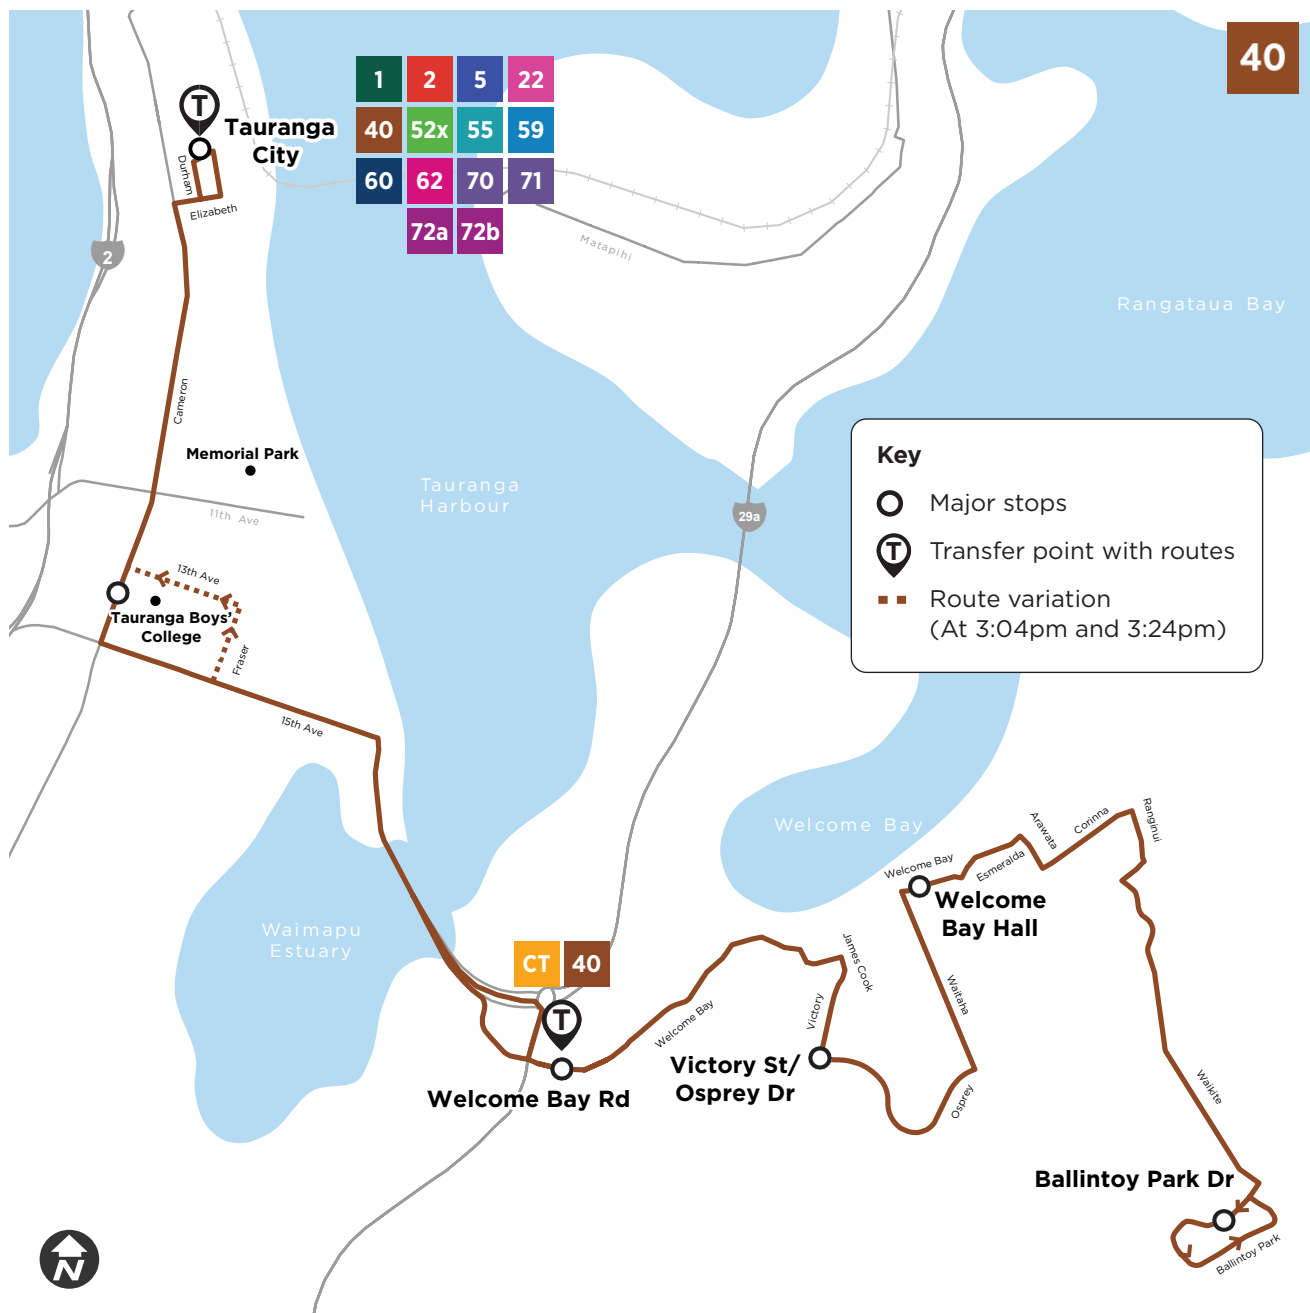 40
T
Tauranga
City
1 2 5 22
40 52x 55 59
60 62 70 71
72a 72b
Durham
Elizabeth
2
Matapihi
Rangataua Bay
Cameron
Memorial Park
11th Ave
Tauranga
Harbour
29a
Key
Major stops
T Transfer point with routes
Route variation
(At 3:04pm and 3:24pm)
13th Ave
Tauranga Boys'
College
Fraser
15th Ave
Welcome Bay
Waimapu
Estuary
CT 40
T
Welcome Bay Rd
Welcome Bay
Victory
James Cook
Victory St/
Osprey Dr
Osprey
Waitaha
Welcome Bay
Welcome
Bay Hall
Esmeralda
Arawata
Corinna
Ranginui
Waikite
Ballintoy Park Dr
Ballintoy Park
N